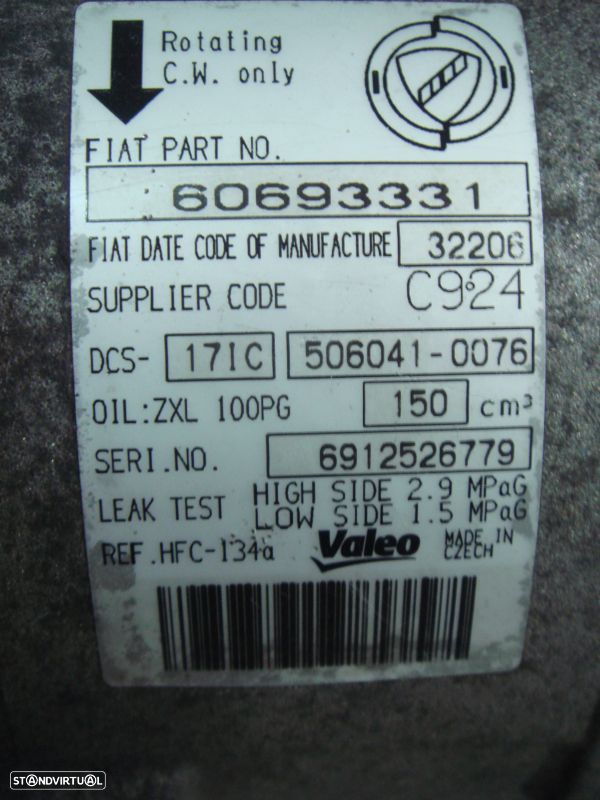 Rotating
C.W. only
FIAT PART NO.
60693331
FIAT DATE CODE OF MANUFACTURE 32206
SUPPLIER CODE C924
DCS- 17IC 506041-0076
OIL:ZXL 100PG 150 cm³
SERI.NO. 6912526779
LEAK TEST HIGH SIDE 2.9 MPaG
LOW SIDE 1.5 MPaG
REF.HFC-134a Valeo MADE IN CZECH
STANDVIRTUAL